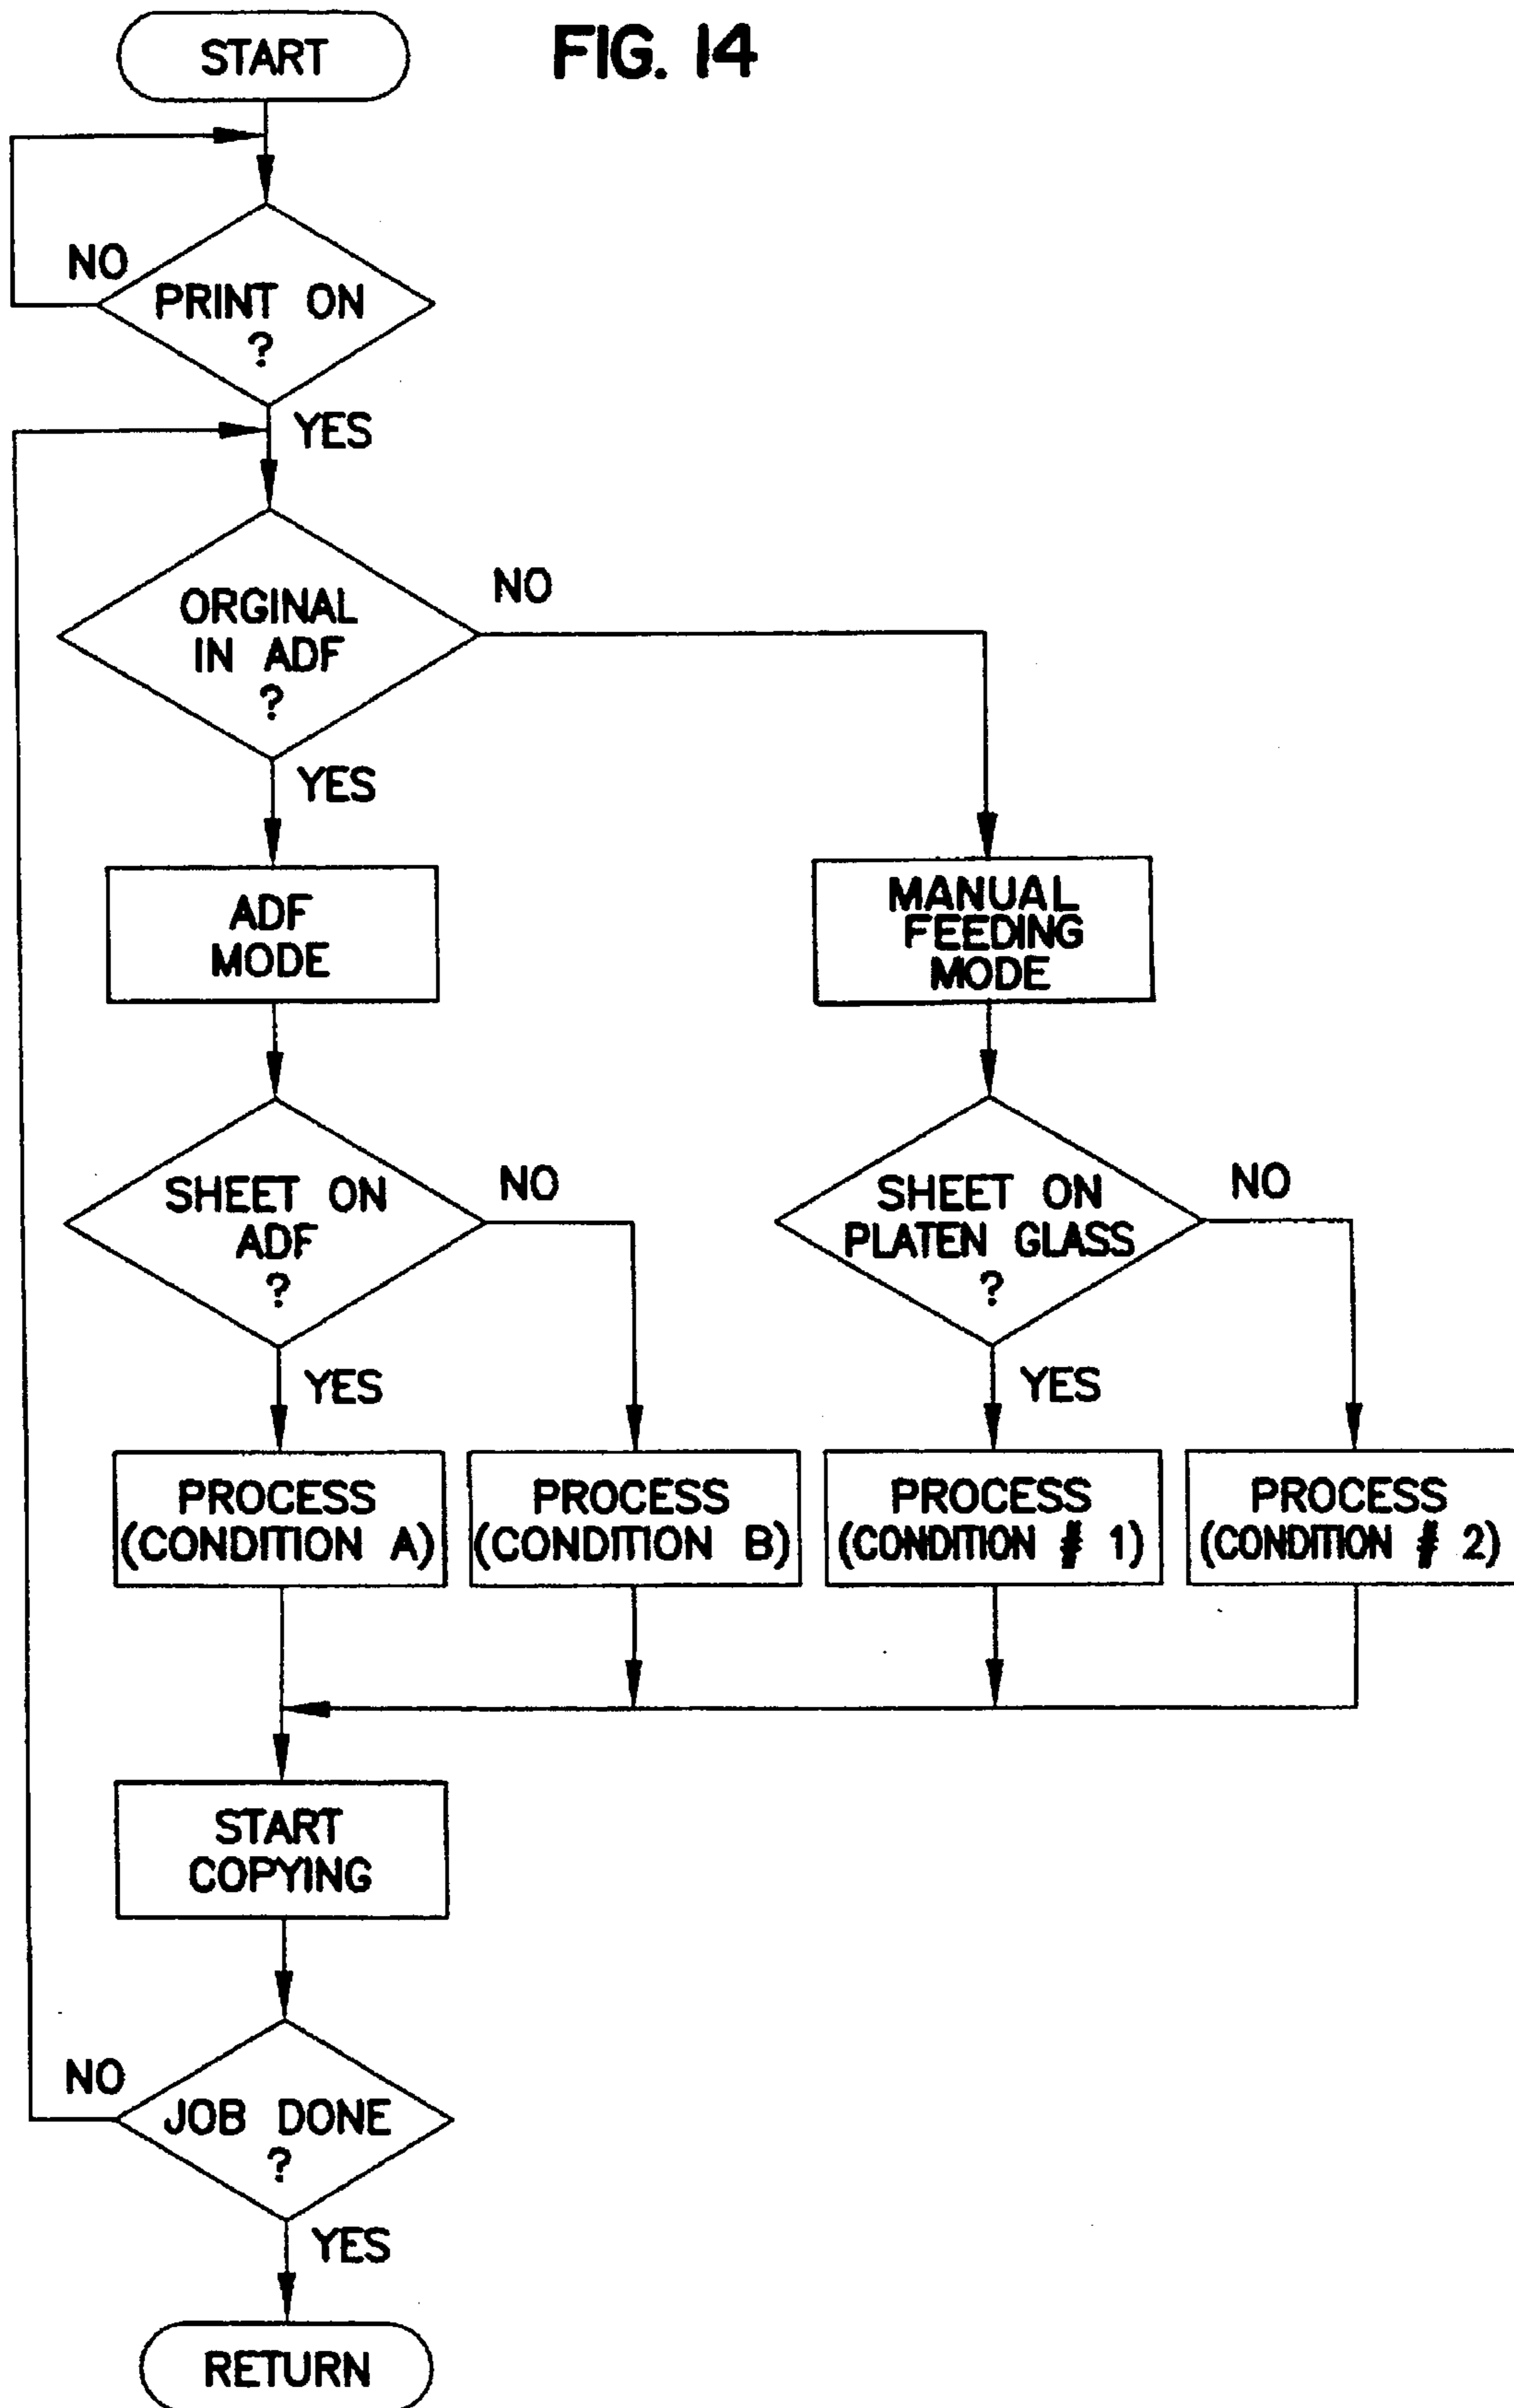 FIG. 14
START
NO
PRINT ON
?
YES
ORGINAL
IN ADF
?
NO
YES
ADF
MODE
MANUAL
FEEDING
MODE
SHEET ON
ADF
?
NO
YES
SHEET ON
PLATEN GLASS
?
NO
YES
PROCESS
(CONDITION A)
PROCESS
(CONDITION B)
PROCESS
(CONDITION # 1)
PROCESS
(CONDITION # 2)
START
COPYING
NO
JOB DONE
?
YES
RETURN